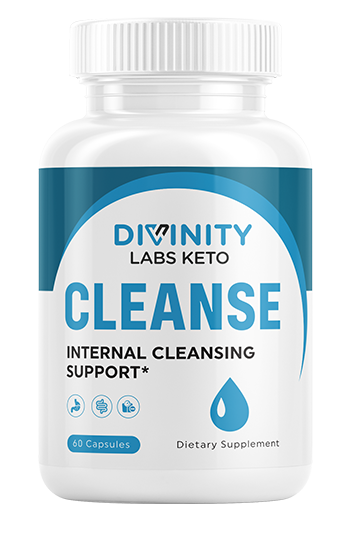 DIVINITY
LABS KETO
CLEANSE
INTERNAL CLEANSING
SUPPORT*
60 Capsules
Dietary Supplement